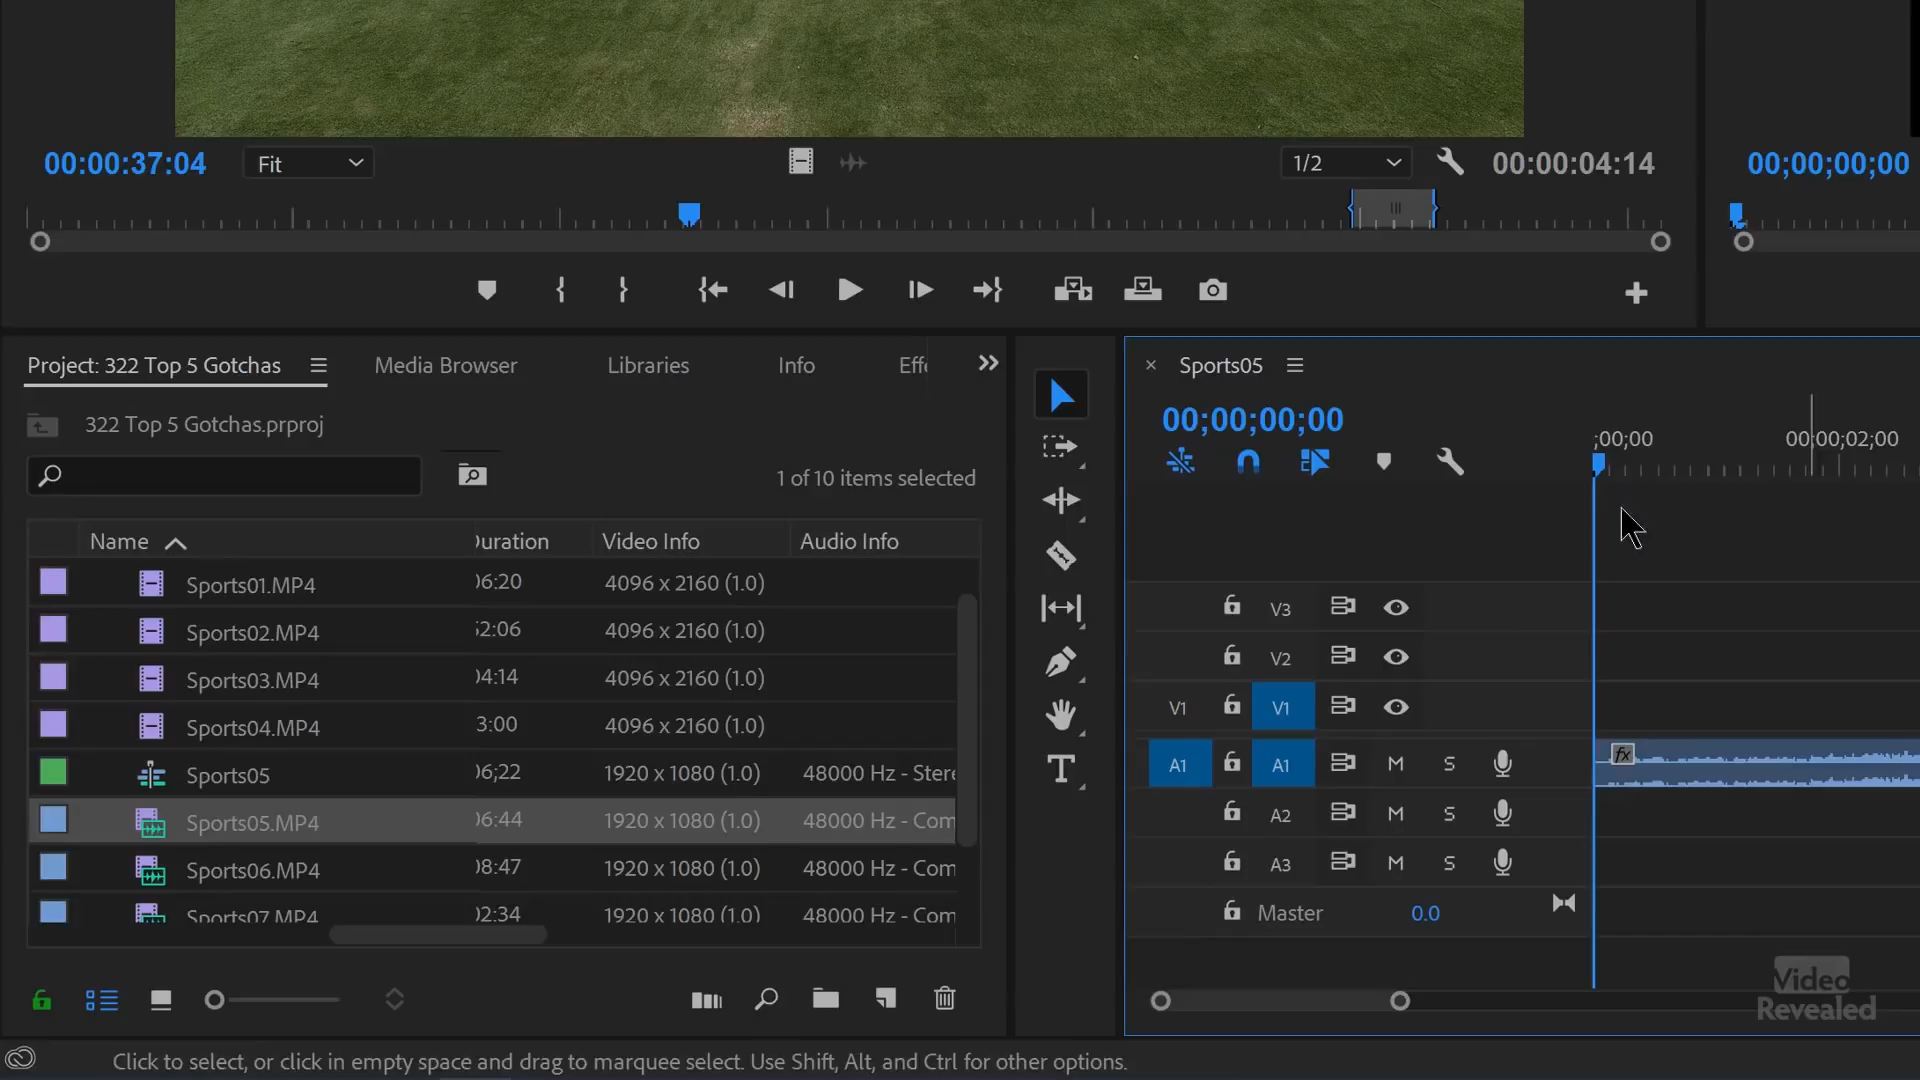 00:00:37:04 Fit 1/2 00:00:04:14 00;00;00;00
Project: 322 Top 5 Gotchas Media Browser Libraries Info Effe
Sports05
322 Top 5 Gotchas.prproj
00;00;00;00
;00;00 00;00;02;00
1 of 10 items selected
Name Duration Video Info Audio Info
Sports01.MP4 06:20 4096 x 2160 (1.0)
Sports02.MP4 52:06 4096 x 2160 (1.0)
Sports03.MP4 04:14 4096 x 2160 (1.0)
Sports04.MP4 3:00 4096 x 2160 (1.0)
Sports05 06;22 1920 x 1080 (1.0) 48000 Hz - Stere
Sports05.MP4 06:44 1920 x 1080 (1.0) 48000 Hz - Com
Sports06.MP4 08:47 1920 x 1080 (1.0) 48000 Hz - Com
Sports07.MP4 02:34 1920 x 1080 (1.0) 48000 Hz - Com
V3
V2
V1 V1
A1 A1 M S fx
A2 M S
A3 M S
Master 0.0
Video
Revealed
Click to select, or click in empty space and drag to marquee select. Use Shift, Alt, and Ctrl for other options.